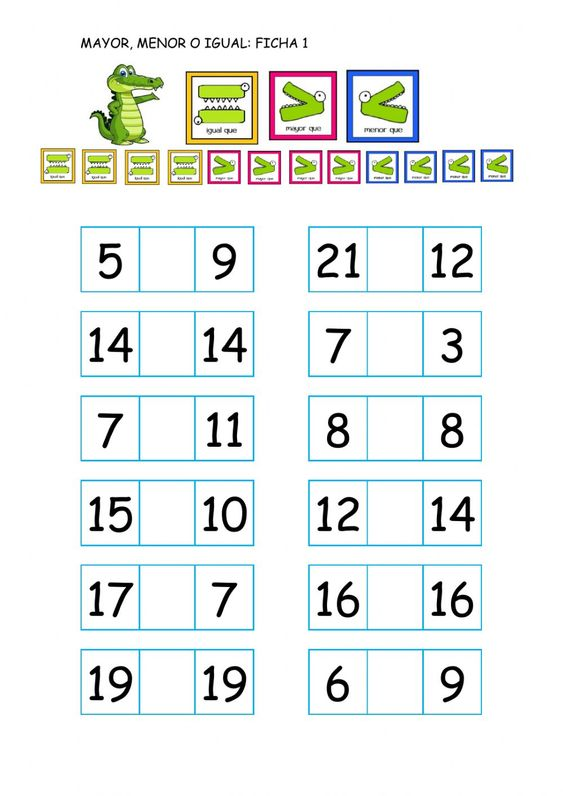 MAYOR, MENOR O IGUAL: FICHA 1
igual que mayor que menor que
igual que igual que igual que igual que mayor que mayor que mayor que mayor que menor que menor que menor que menor que
5 9 21 12
14 14 7 3
7 11 8 8
15 10 12 14
17 7 16 16
19 19 6 9